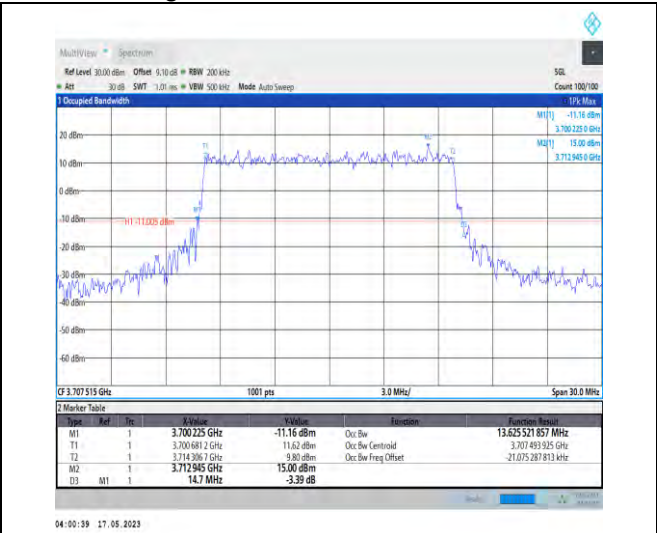 MultiView Spectrum
Ref Level 30.00 dBm Offset 9.10 dB RBW 200 kHz SGL
Att 30 dB SWT 1.01 ms VBW 500 kHz Mode Auto Sweep Count 100/100
1 Occupied Bandwidth 1Pk Max
M1[1] -11.16 dBm
3.700 225 0 GHz
M2[1] 15.00 dBm
3.712 945 0 GHz
20 dBm
T1 M2 T2
10 dBm
0 dBm
M1
-10 dBm H1 -11.005 dBm
-20 dBm
-30 dBm
-40 dBm
-50 dBm
-60 dBm
CF 3.707 515 GHz 1001 pts 3.0 MHz/ Span 30.0 MHz
2 Marker Table
Type Ref Trc X-Value Y-Value Function Function Result
M1 1 3.700 225 GHz -11.16 dBm Occ Bw 13.625 521 857 MHz
T1 1 3.700 681 2 GHz 11.62 dBm Occ Bw Centroid 3.707 493 925 GHz
T2 1 3.714 306 7 GHz 9.80 dBm Occ Bw Freq Offset -21.075 287 813 kHz
M2 1 3.712 945 GHz 15.00 dBm
D3 M1 1 14.7 MHz -3.39 dB
04:00:39 17.05.2023